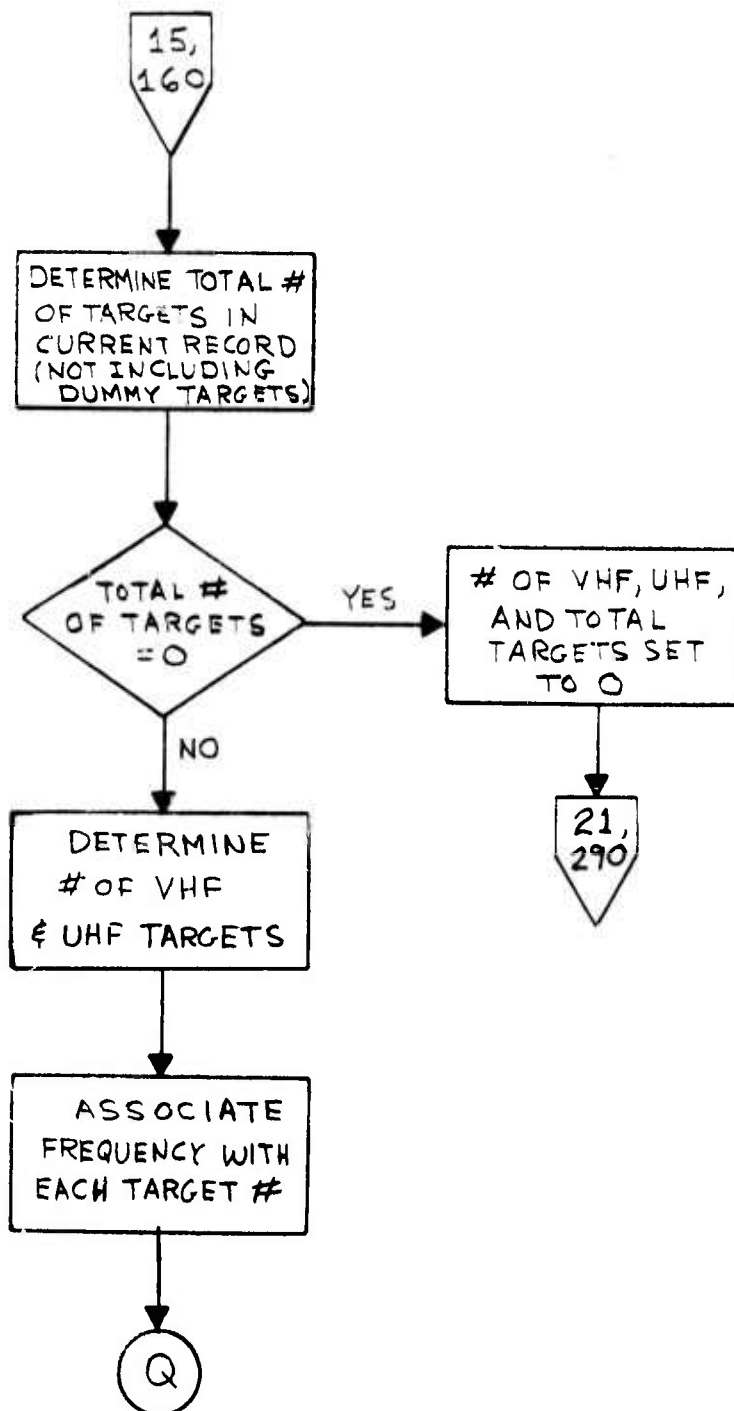 15,
160
DETERMINE TOTAL #
OF TARGETS IN
CURRENT RECORD
(NOT INCLUDING
DUMMY TARGETS)
TOTAL #
OF TARGETS
= 0
YES
# OF VHF, UHF,
AND TOTAL
TARGETS SET
TO 0
NO
21,
290
DETERMINE
# OF VHF
& UHF TARGETS
ASSOCIATE
FREQUENCY WITH
EACH TARGET #
Q